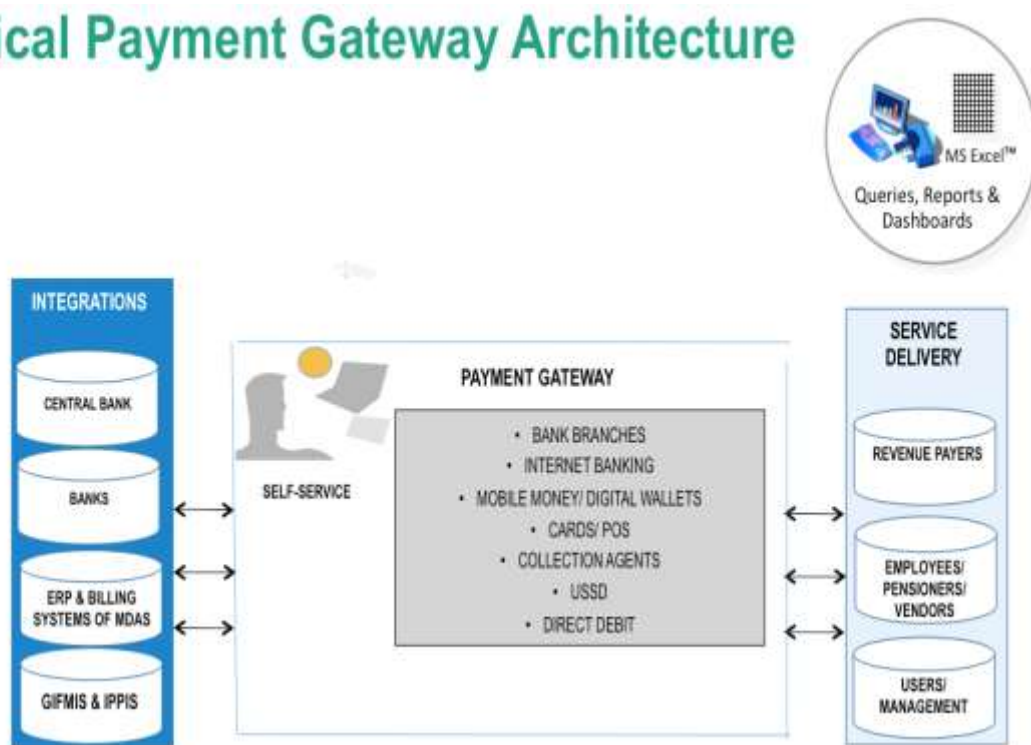 ical Payment Gateway Architecture
MS Excel™
Queries, Reports &
Dashboards
INTEGRATIONS
CENTRAL BANK
BANKS
ERP & BILLING
SYSTEMS OF MDAS
GIFMIS & IPPIS
SELF-SERVICE
PAYMENT GATEWAY
• BANK BRANCHES
• INTERNET BANKING
• MOBILE MONEY/ DIGITAL WALLETS
• CARDS/ POS
• COLLECTION AGENTS
• USSD
• DIRECT DEBIT
SERVICE
DELIVERY
REVENUE PAYERS
EMPLOYEES/
PENSIONERS/
VENDORS
USERS/
MANAGEMENT